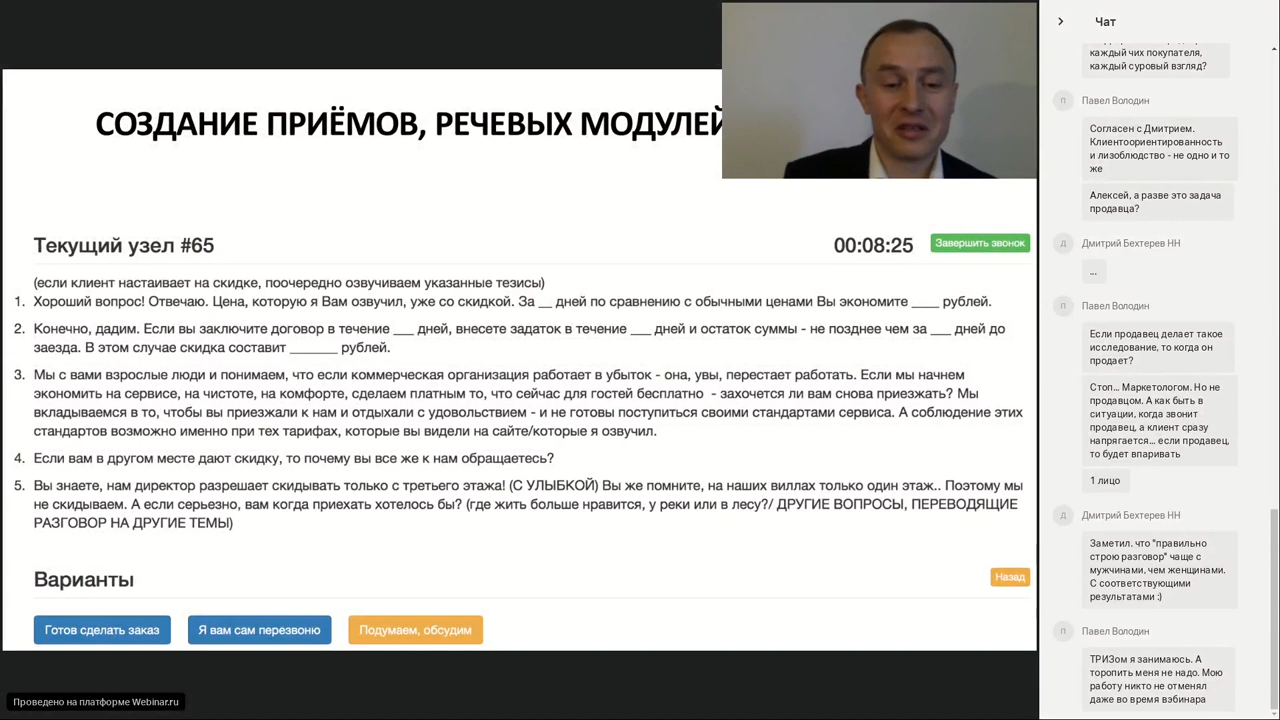 СОЗДАНИЕ ПРИЁМОВ, РЕЧЕВЫХ МОДУЛЕЙ
Текущий узел #65
00:08:25
Завершить звонок
(если клиент настаивает на скидке, поочередно озвучиваем указанные тезисы)
1. Хороший вопрос! Отвечаю. Цена, которую я Вам озвучил, уже со скидкой. За __ дней по сравнению с обычными ценами Вы экономите ____ рублей.
2. Конечно, дадим. Если вы заключите договор в течение ___ дней, внесете задаток в течение ___ дней и остаток суммы - не позднее чем за ___ дней до
заезда. В этом случае скидка составит _______ рублей.
3. Мы с вами взрослые люди и понимаем, что если коммерческая организация работает в убыток - она, увы, перестает работать. Если мы начнем
экономить на сервисе, на чистоте, на комфорте, сделаем платным то, что сейчас для гостей бесплатно - захочется ли вам снова приезжать? Мы
вкладываемся в то, чтобы вы приезжали к нам и отдыхали с удовольствием - и не готовы поступиться своими стандартами сервиса. А соблюдение этих
стандартов возможно именно при тех тарифах, которые вы видели на сайте/которые я озвучил.
4. Если вам в другом месте дают скидку, то почему вы все же к нам обращаетесь?
5. Вы знаете, нам директор разрешает скидывать только с третьего этажа! (С УЛЫБКОЙ) Вы же помните, на наших виллах только один этаж.. Поэтому мы
не скидываем. А если серьезно, вам когда приехать хотелось бы? (где жить больше нравится, у реки или в лесу?/ ДРУГИЕ ВОПРОСЫ, ПЕРЕВОДЯЩИЕ
РАЗГОВОР НА ДРУГИЕ ТЕМЫ)
Варианты
Назад
Готов сделать заказ
Я вам сам перезвоню
Подумаем, обсудим
Проведено на платформе Webinar.ru
Чат
каждый чих покупателя,
каждый суровый взгляд?
П
Павел Володин
Согласен с Дмитрием.
Клиентоориентированность
и лизоблюдство - не одно и то
же
Алексей, а разве это задача
продавца?
Д
Дмитрий Бехтерев НН
...
П
Павел Володин
Если продавец делает такое
исследование, то когда он
продает?
Стоп... Маркетологом. Но не
продавцом. А как быть в
ситуации, когда звонит
продавец, а клиент сразу
напрягается... если продавец,
то будет впаривать
1 лицо
Д
Дмитрий Бехтерев НН
Заметил. что "правильно
строю разговор" чаще с
мужчинами, чем женщинами.
С соответствующими
результатами :)
П
Павел Володин
ТРИЗом я занимаюсь. А
торопить меня не надо. Мою
работу никто не отменял
даже во время вэбинара